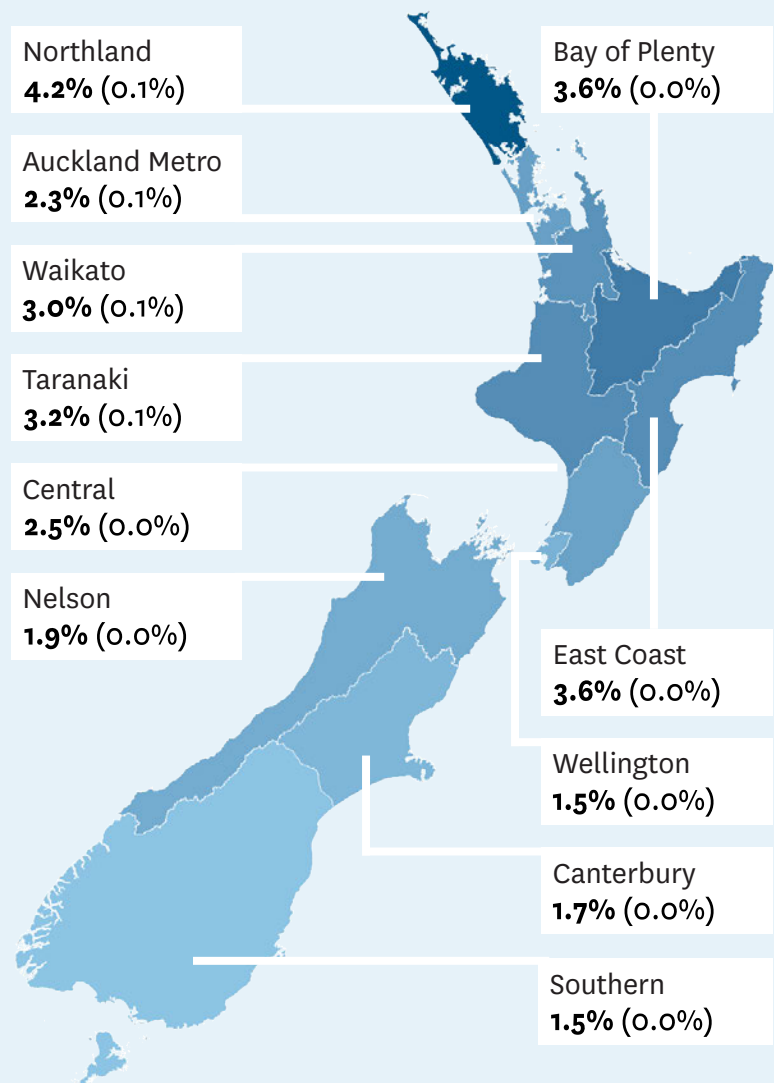 Northland
4.2% (0.1%)
Auckland Metro
2.3% (0.1%)
Waikato
3.0% (0.1%)
Taranaki
3.2% (0.1%)
Central
2.5% (0.0%)
Nelson
1.9% (0.0%)
Bay of Plenty
3.6% (0.0%)
East Coast
3.6% (0.0%)
Wellington
1.5% (0.0%)
Canterbury
1.7% (0.0%)
Southern
1.5% (0.0%)